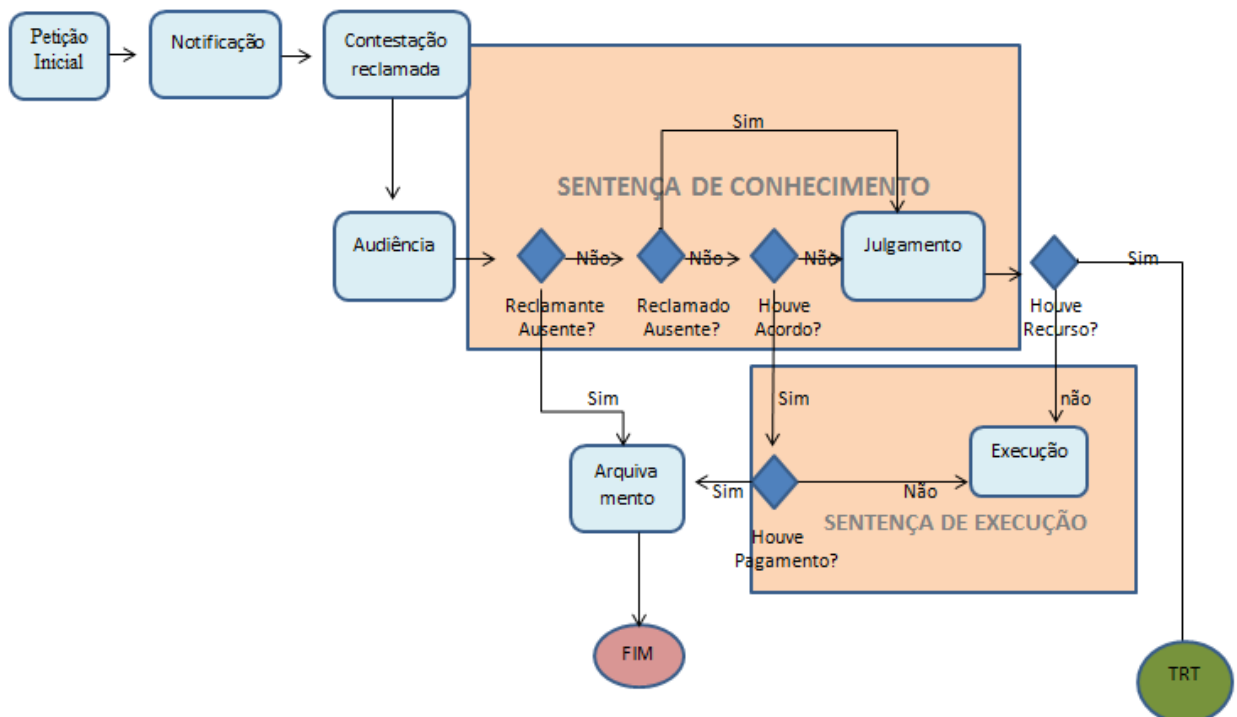 Petição
Inicial
Notificação
Contestação
reclamada
Sim
SENTENÇA DE CONHECIMENTO
Audiência
Não
Não
Não
Julgamento
Sim
Reclamante
Ausente?
Reclamado
Ausente?
Houve
Acordo?
Houve
Recurso?
Sim
Sim
não
Arquiva
mento
Sim
Não
Execução
SENTENÇA DE EXECUÇÃO
Houve
Pagamento?
FIM
TRT